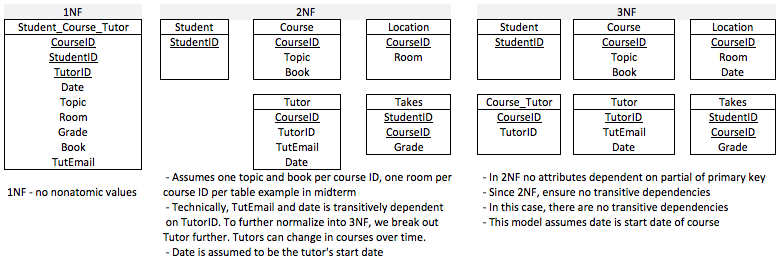 1NF
Student_Course_Tutor
CourseID
StudentID
TutorID
Date
Topic
Room
Grade
Book
TutEmail
1NF - no nonatomic values
2NF
Student
StudentID
Course
CourseID
Topic
Book
Location
CourseID
Room
Tutor
CourseID
TutorID
TutEmail
Date
Takes
StudentID
CourseID
Grade
- Assumes one topic and book per course ID, one room per
course ID per table example in midterm
- Technically, TutEmail and date is transitively dependent
on TutorID. To further normalize into 3NF, we break out
Tutor further. Tutors can change in courses over time.
- Date is assumed to be the tutor's start date
3NF
Student
StudentID
Course
CourseID
Topic
Book
Location
CourseID
Room
Date
Course_Tutor
CourseID
TutorID
Tutor
TutorID
TutEmail
Date
Takes
StudentID
CourseID
Grade
- In 2NF no attributes dependent on partial of primary key
- Since 2NF, ensure no transitive dependencies
- In this case, there are no transitive dependencies
- This model assumes date is start date of course